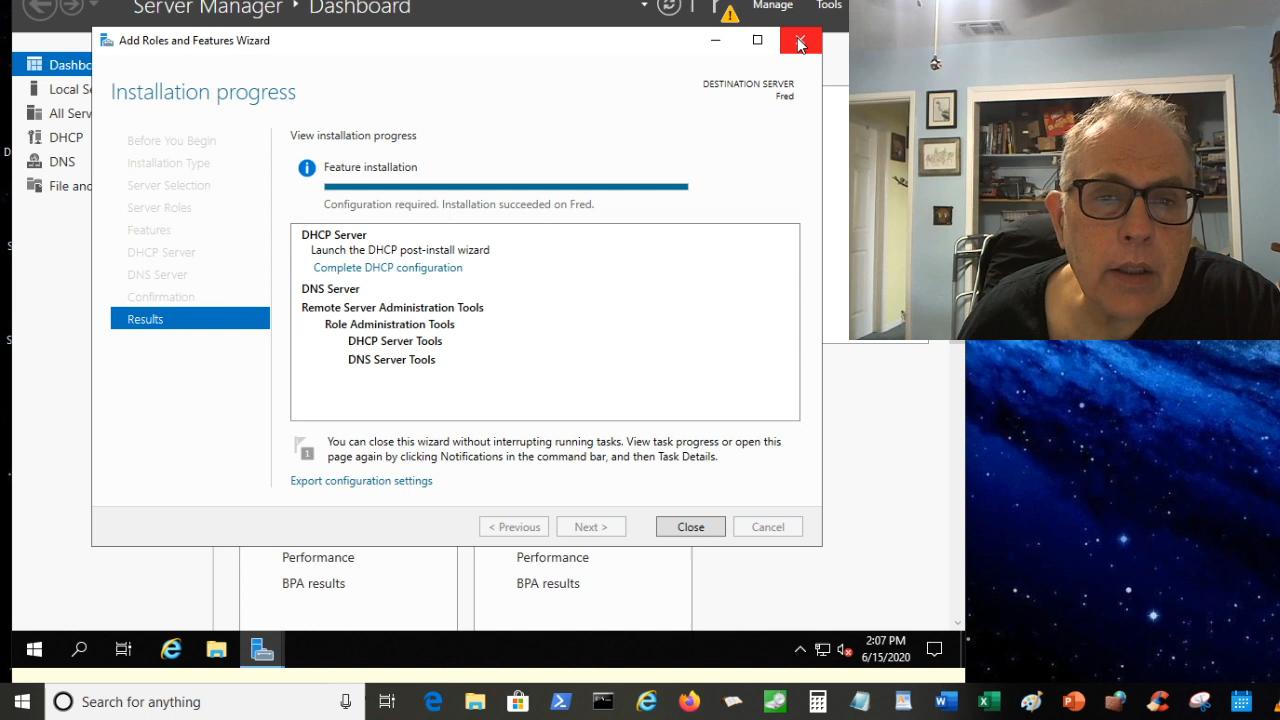 Server Manager ‣ Dashboard
Manage
Tools
Add Roles and Features Wizard
Installation progress
DESTINATION SERVER
Fred
Before You Begin
Installation Type
Server Selection
Server Roles
Features
DHCP Server
DNS Server
Confirmation
Results
View installation progress
Feature installation
Configuration required. Installation succeeded on Fred.
DHCP Server
Launch the DHCP post-install wizard
Complete DHCP configuration
DNS Server
Remote Server Administration Tools
Role Administration Tools
DHCP Server Tools
DNS Server Tools
1
You can close this wizard without interrupting running tasks. View task progress or open this
page again by clicking Notifications in the command bar, and then Task Details.
Export configuration settings
< Previous
Next >
Close
Cancel
Dashbo
Local Se
All Serv
DHCP
DNS
File and
Performance
BPA results
Performance
BPA results
2:07 PM
6/15/2020
Search for anything